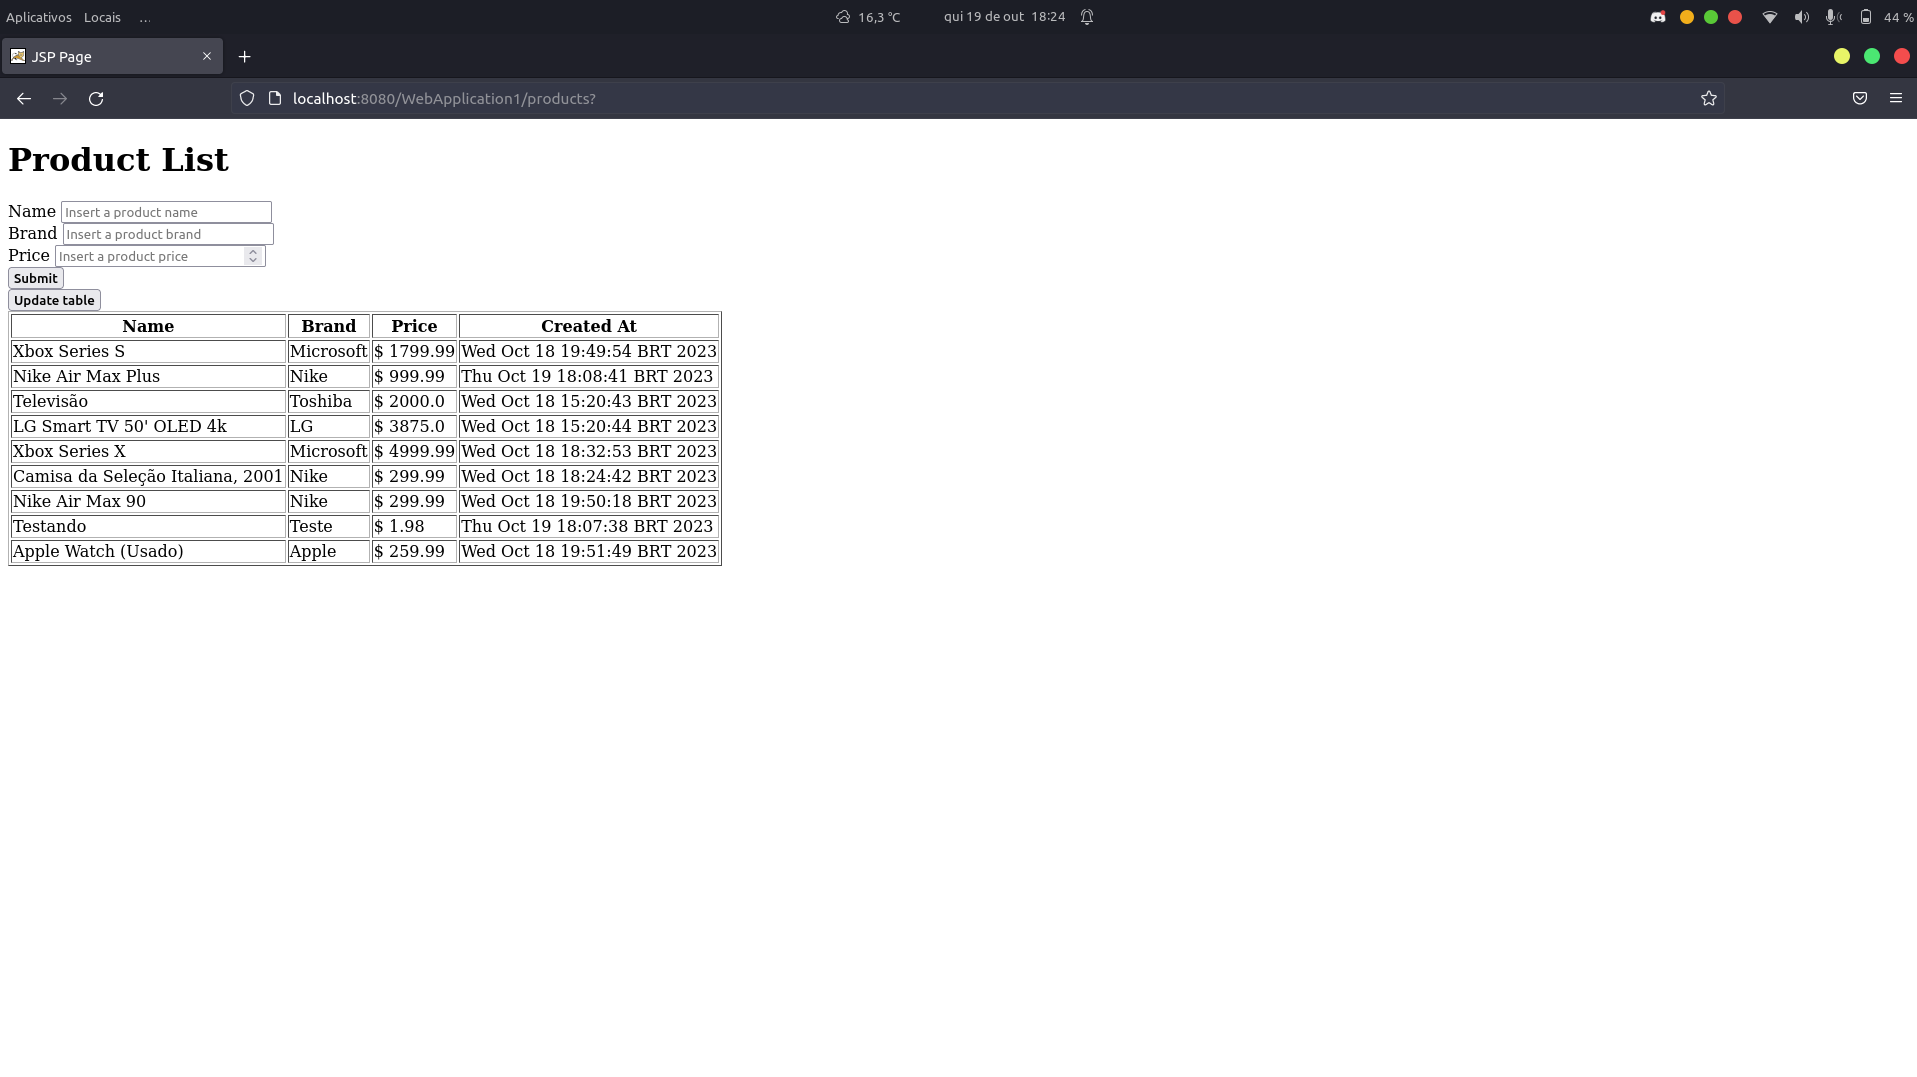 Aplicativos Locais ... 16,3 °C qui 19 de out 18:24 44 %
JSP Page
localhost:8080/WebApplication1/products?
Product List
Name Insert a product name
Brand Insert a product brand
Price Insert a product price
Submit
Update table
Name Brand Price Created At
Xbox Series S Microsoft $ 1799.99 Wed Oct 18 19:49:54 BRT 2023
Nike Air Max Plus Nike $ 999.99 Thu Oct 19 18:08:41 BRT 2023
Televisão Toshiba $ 2000.0 Wed Oct 18 15:20:43 BRT 2023
LG Smart TV 50' OLED 4k LG $ 3875.0 Wed Oct 18 15:20:44 BRT 2023
Xbox Series X Microsoft $ 4999.99 Wed Oct 18 18:32:53 BRT 2023
Camisa da Seleção Italiana, 2001 Nike $ 299.99 Wed Oct 18 18:24:42 BRT 2023
Nike Air Max 90 Nike $ 299.99 Wed Oct 18 19:50:18 BRT 2023
Testando Teste $ 1.98 Thu Oct 19 18:07:38 BRT 2023
Apple Watch (Usado) Apple $ 259.99 Wed Oct 18 19:51:49 BRT 2023